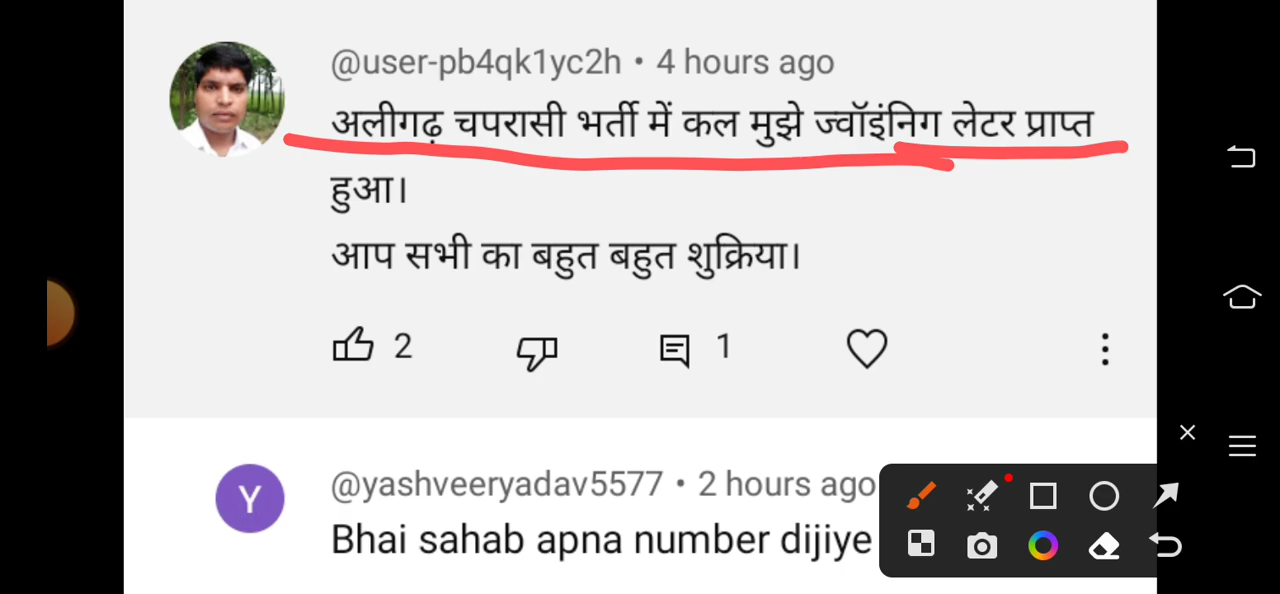 @user-pb4qk1yc2h • 4 hours ago
अलीगढ़ चपरासी भर्ती में कल मुझे ज्वॉइंनिग लेटर प्राप्त
हुआ।
आप सभी का बहुत बहुत शुक्रिया।
2
1
Y
@yashveeryadav5577 • 2 hours ago
Bhai sahab apna number dijiye